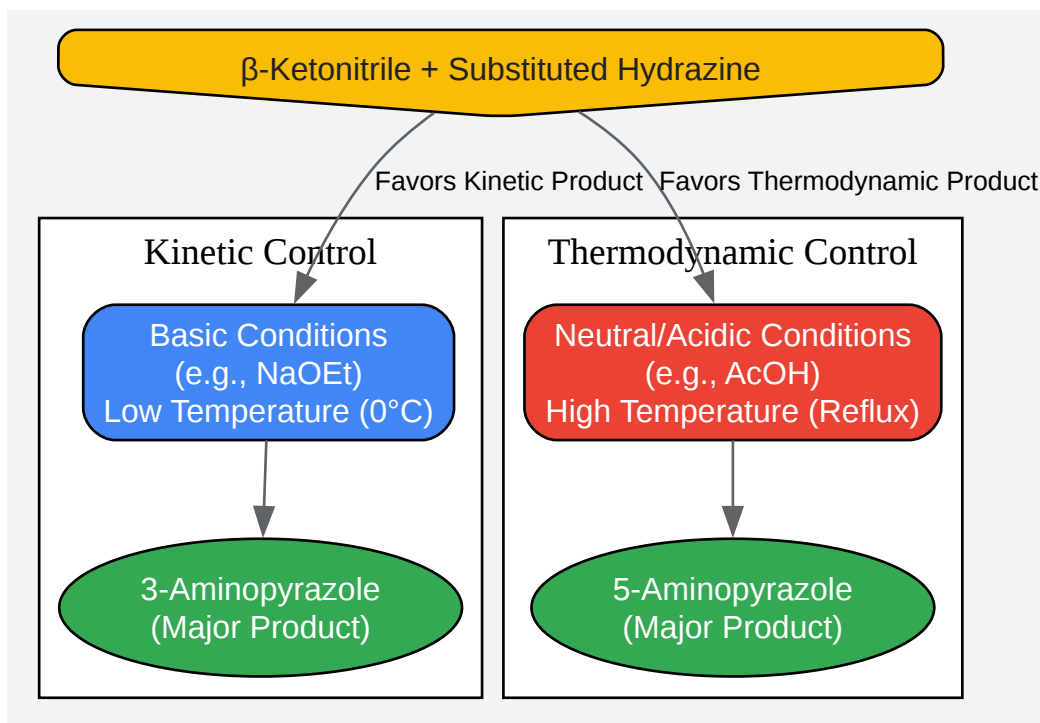 β-Ketonitrile + Substituted Hydrazine
Favors Kinetic Product
Favors Thermodynamic Product
Kinetic Control
Basic Conditions
(e.g., NaOEt)
Low Temperature (0°C)
3-Aminopyrazole
(Major Product)
Thermodynamic Control
Neutral/Acidic Conditions
(e.g., AcOH)
High Temperature (Reflux)
5-Aminopyrazole
(Major Product)